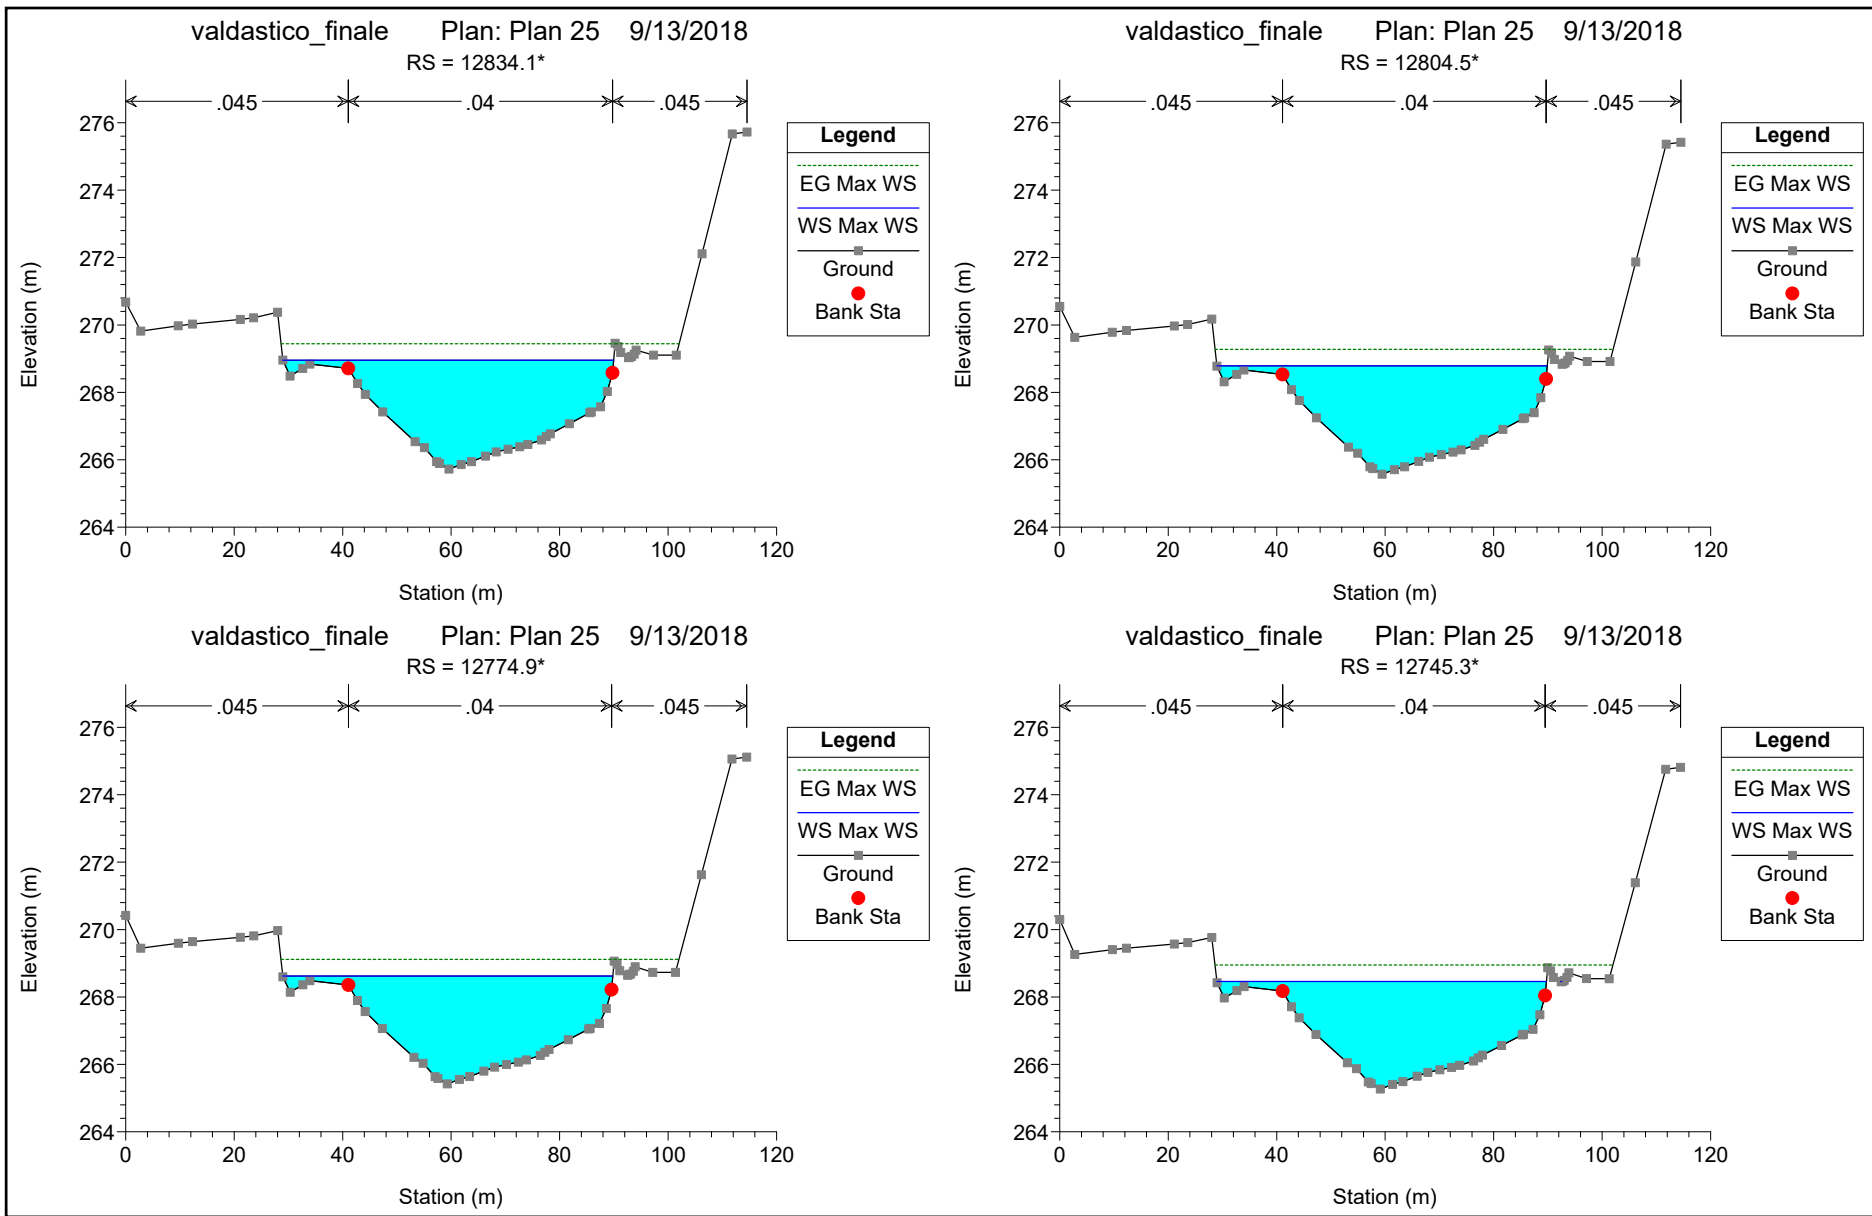 valdastico_finale Plan: Plan 25 9/13/2018
RS = 12834.1*
.045 .04 .045
276
274
272
270
268
266
264
0 20 40 60 80 100 120
Elevation (m)
Station (m)
Legend
EG Max WS
WS Max WS
Ground
Bank Sta
valdastico_finale Plan: Plan 25 9/13/2018
RS = 12804.5*
.045 .04 .045
276
274
272
270
268
266
264
0 20 40 60 80 100 120
Elevation (m)
Station (m)
Legend
EG Max WS
WS Max WS
Ground
Bank Sta
valdastico_finale Plan: Plan 25 9/13/2018
RS = 12774.9*
.045 .04 .045
276
274
272
270
268
266
264
0 20 40 60 80 100 120
Elevation (m)
Station (m)
Legend
EG Max WS
WS Max WS
Ground
Bank Sta
valdastico_finale Plan: Plan 25 9/13/2018
RS = 12745.3*
.045 .04 .045
276
274
272
270
268
266
264
0 20 40 60 80 100 120
Elevation (m)
Station (m)
Legend
EG Max WS
WS Max WS
Ground
Bank Sta